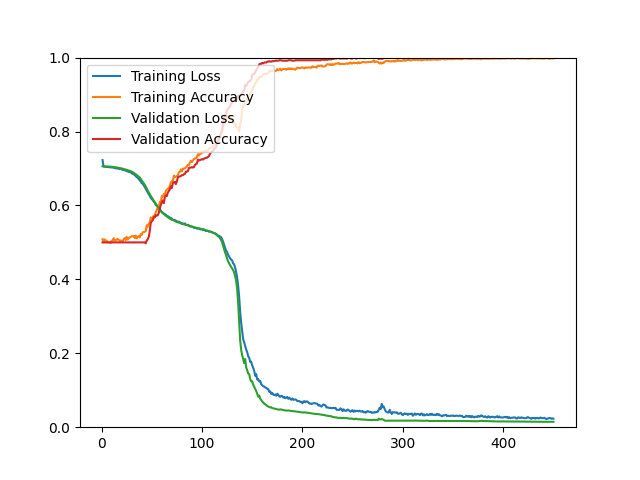 1.0
0.8
0.6
0.4
0.2
0.0
Training Loss
Training Accuracy
Validation Loss
Validation Accuracy
0 100 200 300 400